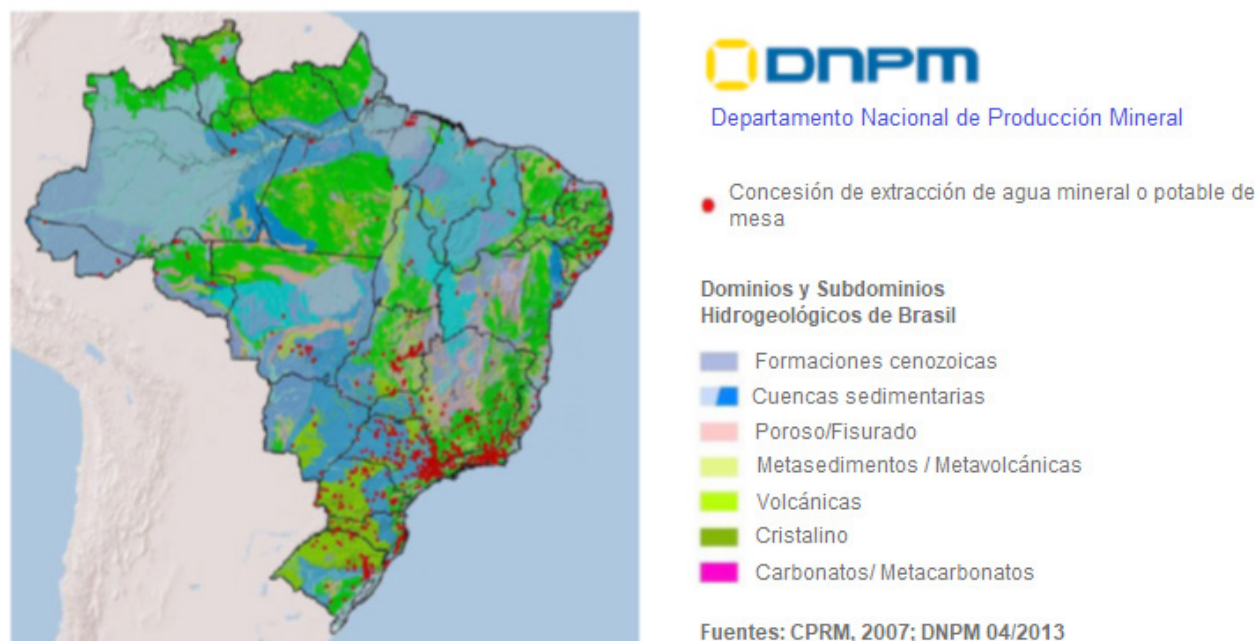 DNPM
Departamento Nacional de Producción Mineral
Concesión de extracción de agua mineral o potable de
mesa
Dominios y Subdominios
Hidrogeológicos de Brasil
Formaciones cenozoicas
Cuencas sedimentarias
Poroso/Fisurado
Metasedimentos / Metavolcánicas
Volcánicas
Cristalino
Carbonatos/ Metacarbonatos
Fuentes: CPRM, 2007; DNPM 04/2013